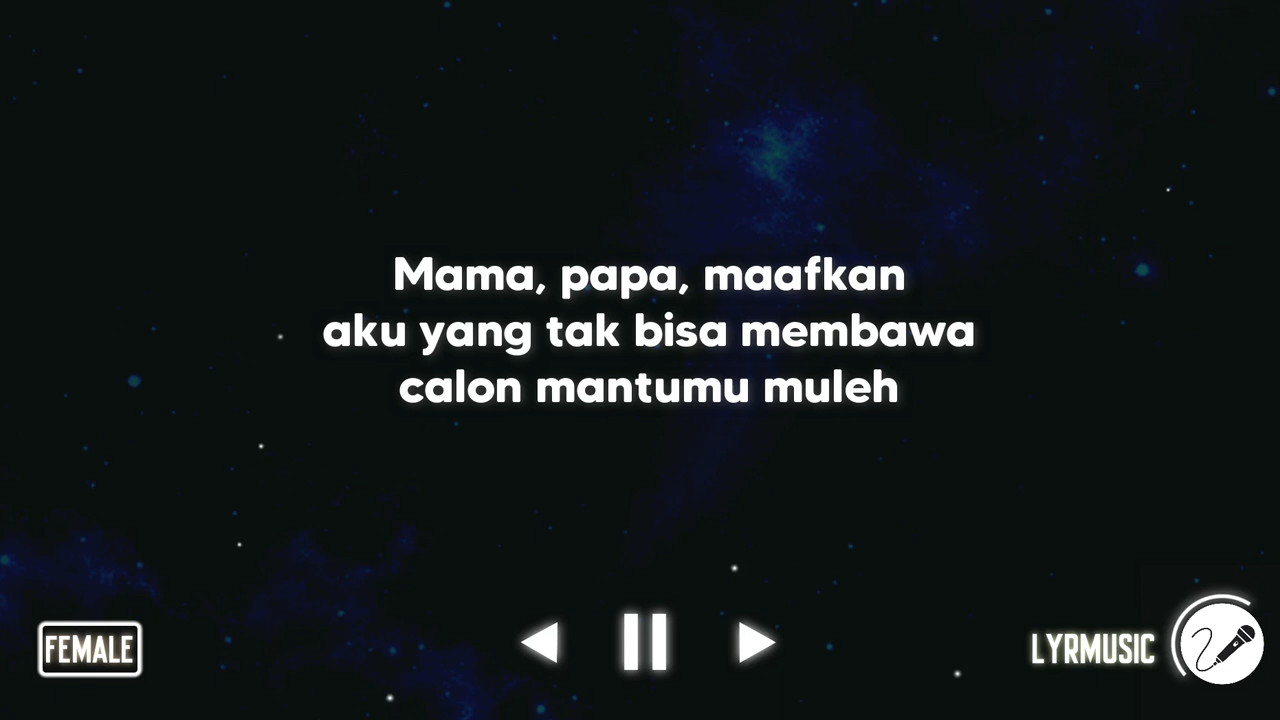 Mama, papa, maafkan
aku yang tak bisa membawa
calon mantumu muleh
FEMALE
LYRMUSIC